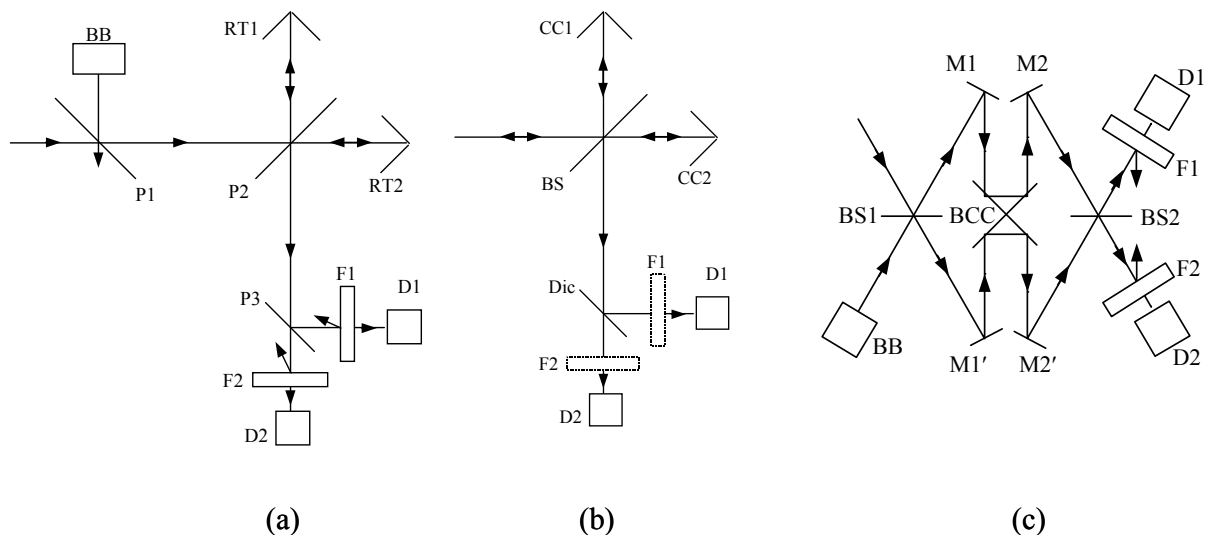 BB
RT1
P1
P2
RT2
P3
F1
D1
F2
D2
(a)
CC1
BS
CC2
Dic
F1
D1
F2
D2
(b)
M1
M2
D1
F1
BS1
BCC
BS2
F2
BB
M1′
M2′
D2
(c)